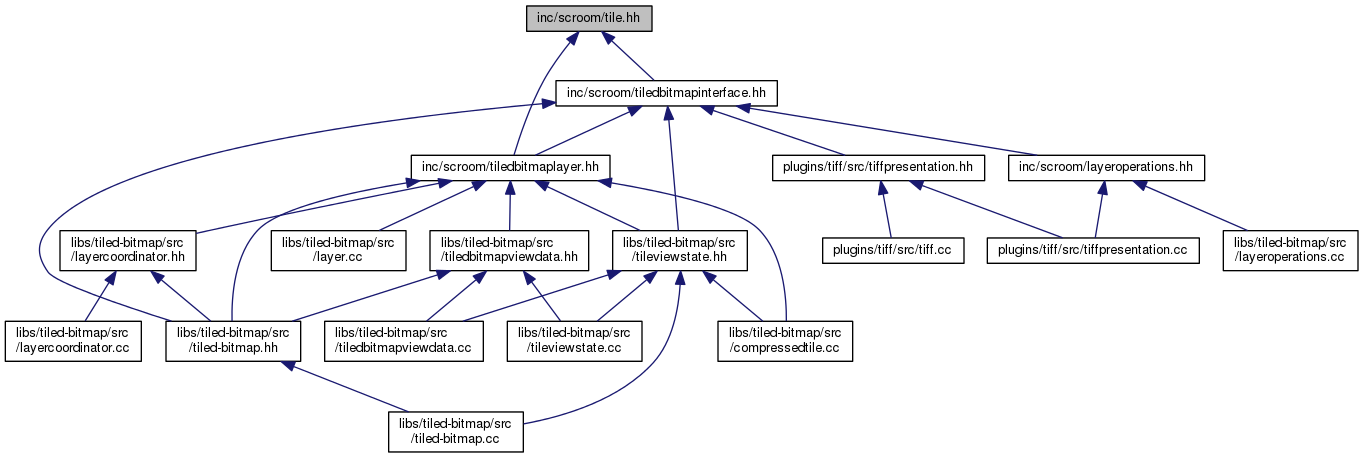 inc/scroom/tile.hh
inc/scroom/tiledbitmapinterface.hh
inc/scroom/tiledbitmaplayer.hh
plugins/tiff/src/tiffpresentation.hh
inc/scroom/layeroperations.hh
libs/tiled-bitmap/src
/layercoordinator.hh
libs/tiled-bitmap/src
/layer.cc
libs/tiled-bitmap/src
/tiledbitmapviewdata.hh
libs/tiled-bitmap/src
/tileviewstate.hh
plugins/tiff/src/tiff.cc
plugins/tiff/src/tiffpresentation.cc
libs/tiled-bitmap/src
/layeroperations.cc
libs/tiled-bitmap/src
/layercoordinator.cc
libs/tiled-bitmap/src
/tiled-bitmap.hh
libs/tiled-bitmap/src
/tiledbitmapviewdata.cc
libs/tiled-bitmap/src
/tileviewstate.cc
libs/tiled-bitmap/src
/compressedtile.cc
libs/tiled-bitmap/src
/tiled-bitmap.cc